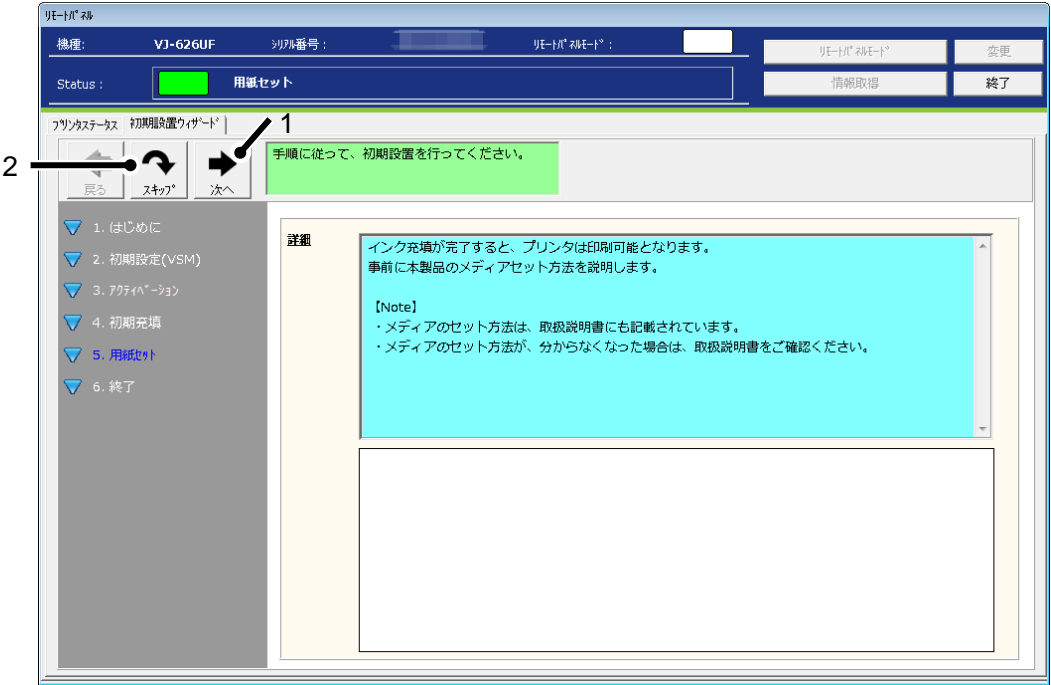 ﾘﾓｰﾄﾊﾟﾈﾙ
機種: VJ-626UF ｼﾘｱﾙ番号 : ﾘﾓｰﾄﾊﾟﾈﾙﾓｰﾄﾞ :
ﾘﾓｰﾄﾊﾟﾈﾙﾓｰﾄﾞ 変更
Status : 用紙セット
情報取得 終了
ﾌﾟﾘﾝﾀｽﾃｰﾀｽ 初期設置ｳｨｻﾞｰﾄﾞ
1
2
戻る ｽｷｯﾌﾟ 次へ
手順に従って、初期設置を行ってください。
1. はじめに
2. 初期設定(VSM)
3. ｱｸﾃｨﾍﾞｰｼｮﾝ
4. 初期充填
5. 用紙ｾｯﾄ
6. 終了
詳細
インク充填が完了すると、プリンタは印刷可能となります。
事前に本製品のメディアセット方法を説明します。
【Note】
・メディアのセット方法は、取扱説明書にも記載されています。
・メディアのセット方法が、分からなくなった場合は、取扱説明書をご確認ください。